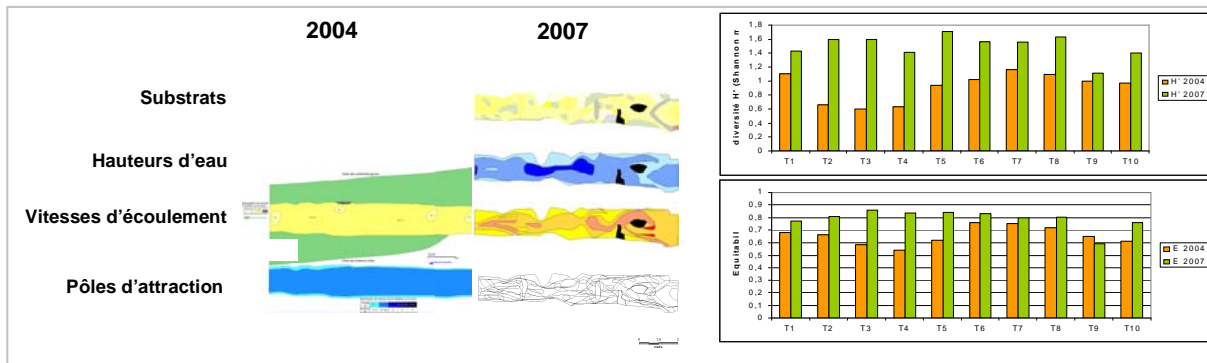 2004
2007
Substrats
Hauteurs d'eau
Vitesses d'écoulement
Pôles d'attraction
diversité H' (Shannon
1,8
1,6
1,4
1,2
1
0,8
0,6
0,4
0,2
0
T1 T2 T3 T4 T5 T6 T7 T8 T9 T10
H' 2004
H' 2007
Equitabil
1
0,9
0,8
0,7
0,6
0,5
0,4
0,3
0,2
0,1
0
T1 T2 T3 T4 T5 T6 T7 T8 T9 T10
E 2004
E 2007